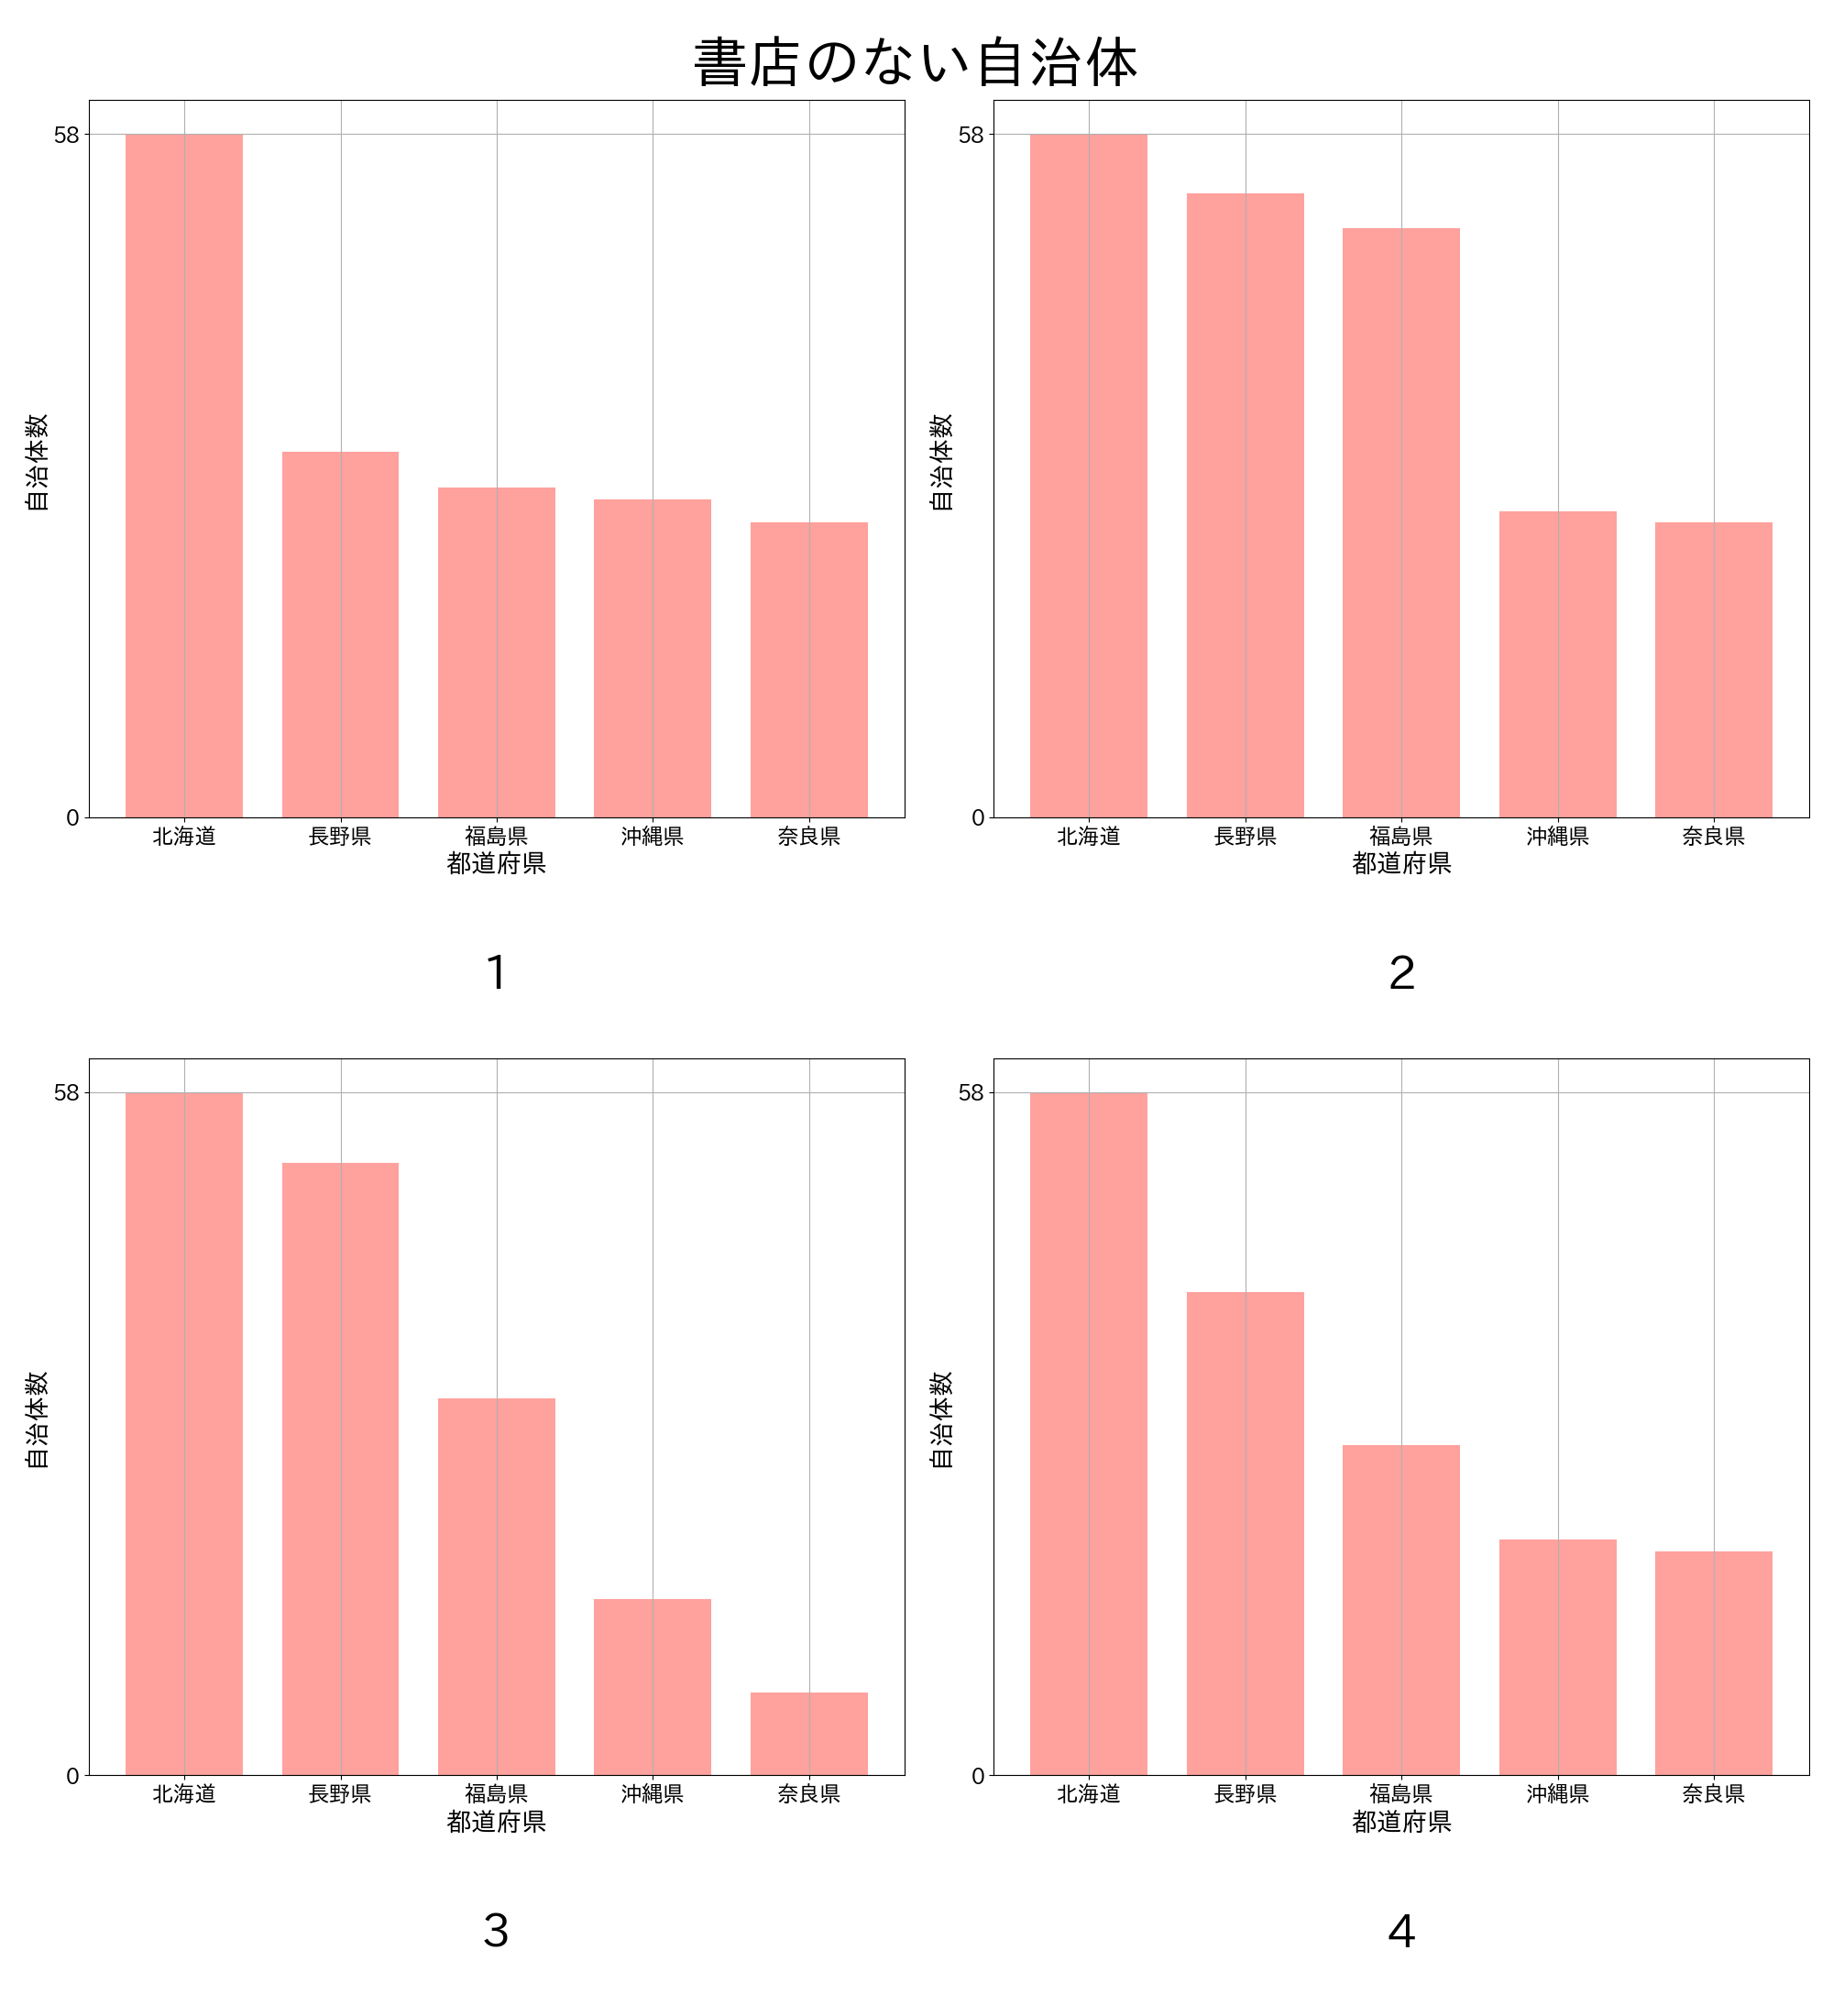 書店のない自治体
58
0
自治体数
北海道 長野県 福島県 沖縄県 奈良県
都道府県
1
58
0
自治体数
北海道 長野県 福島県 沖縄県 奈良県
都道府県
2
58
0
自治体数
北海道 長野県 福島県 沖縄県 奈良県
都道府県
3
58
0
自治体数
北海道 長野県 福島県 沖縄県 奈良県
都道府県
4